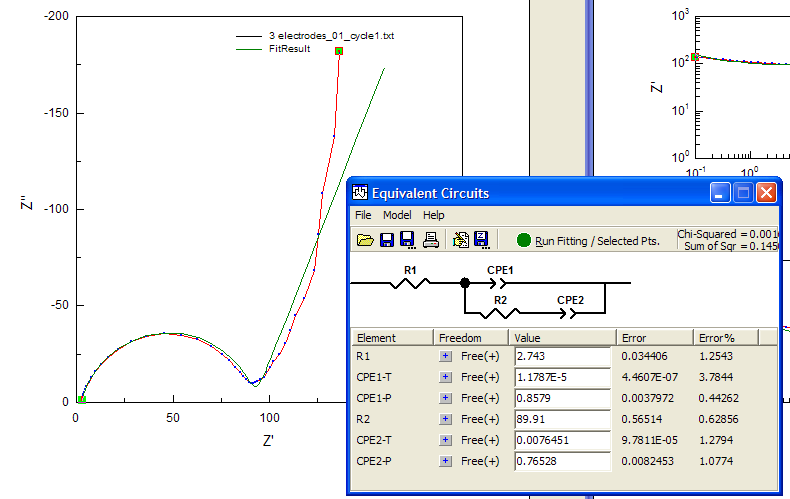 -200
3 electrodes_01_cycle1.txt
FitResult
-150
-100
-50
0
0
50
100
Z''
Z'
10^3
10^2
10^1
10^0
10^-1
10^0
Z'
Equivalent Circuits
File Model Help
Run Fitting / Selected Pts.
Chi-Squared = 0.001
Sum of Sqr = 0.145
R1
CPE1
R2
CPE2
Element Freedom Value Error Error%
R1 Free(+) 2.743 0.034406 1.2543
CPE1-T Free(+) 1.1787E-5 4.4607E-07 3.7844
CPE1-P Free(+) 0.8579 0.0037972 0.44262
R2 Free(+) 89.91 0.56514 0.62856
CPE2-T Free(+) 0.0076451 9.7811E-05 1.2794
CPE2-P Free(+) 0.76528 0.0082453 1.0774